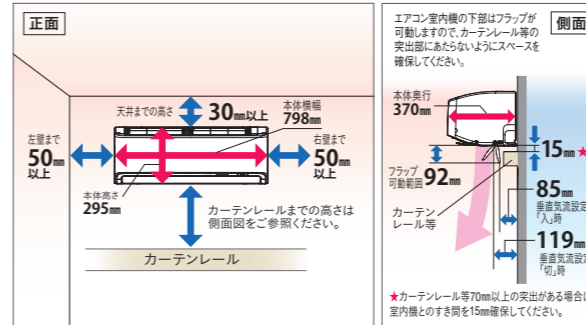 正面
天井までの高さ
30mm以上
本体横幅
798mm
左壁まで
50mm
以上
右壁まで
50mm
以上
本体高さ
295mm
カーテンレールまでの高さは
側面図をご参照ください。
カーテンレール
エアコン室内機の下部はフラップが
可動しますので、カーテンレール等の
突出部にあたらないようにスペースを
確保してください。
側面
本体奥行
370mm
15mm★
フラップ
可動範囲
92mm
カーテン
レール等
85mm
垂直気流設定
「入」時
119mm
垂直気流設定
「切」時
★カーテンレール等70mm以上の突出がある場合は
室内機とのすき間を15mm確保してください。